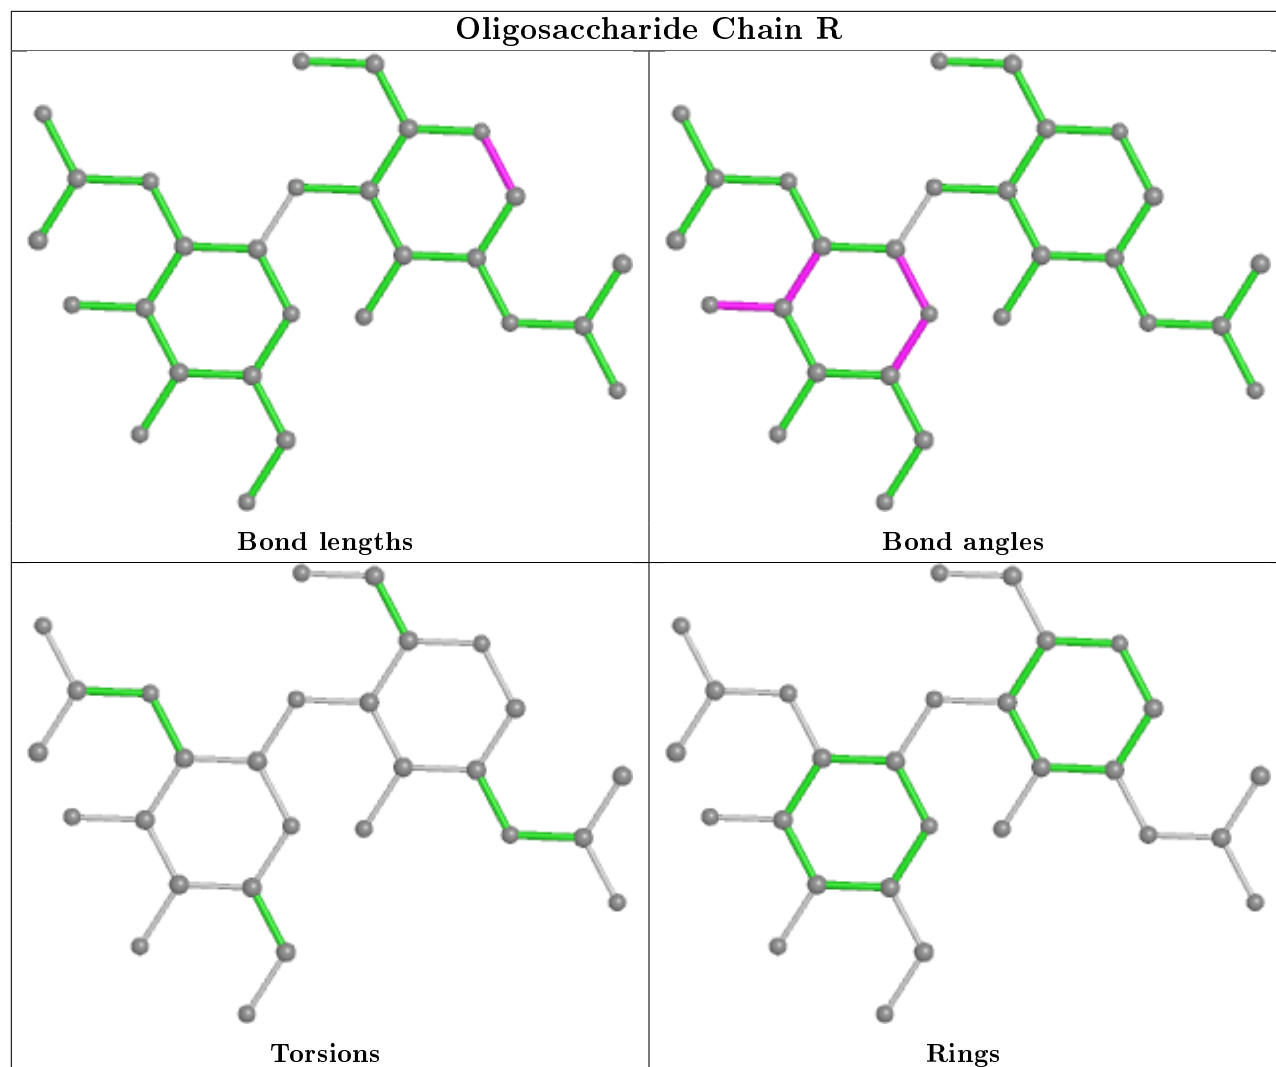 Oligosaccharide Chain R
Bond lengths
Bond angles
Torsions
Rings